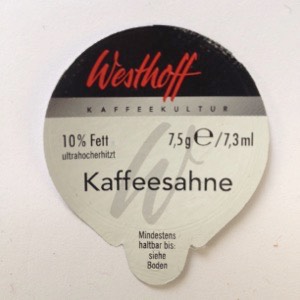 Westhoff
KAFFEEKULTUR
10% Fett
ultrahocherhitzt
7,5g℮/7,3ml
W
Kaffeesahne
Mindestens
haltbar bis:
siehe
Boden